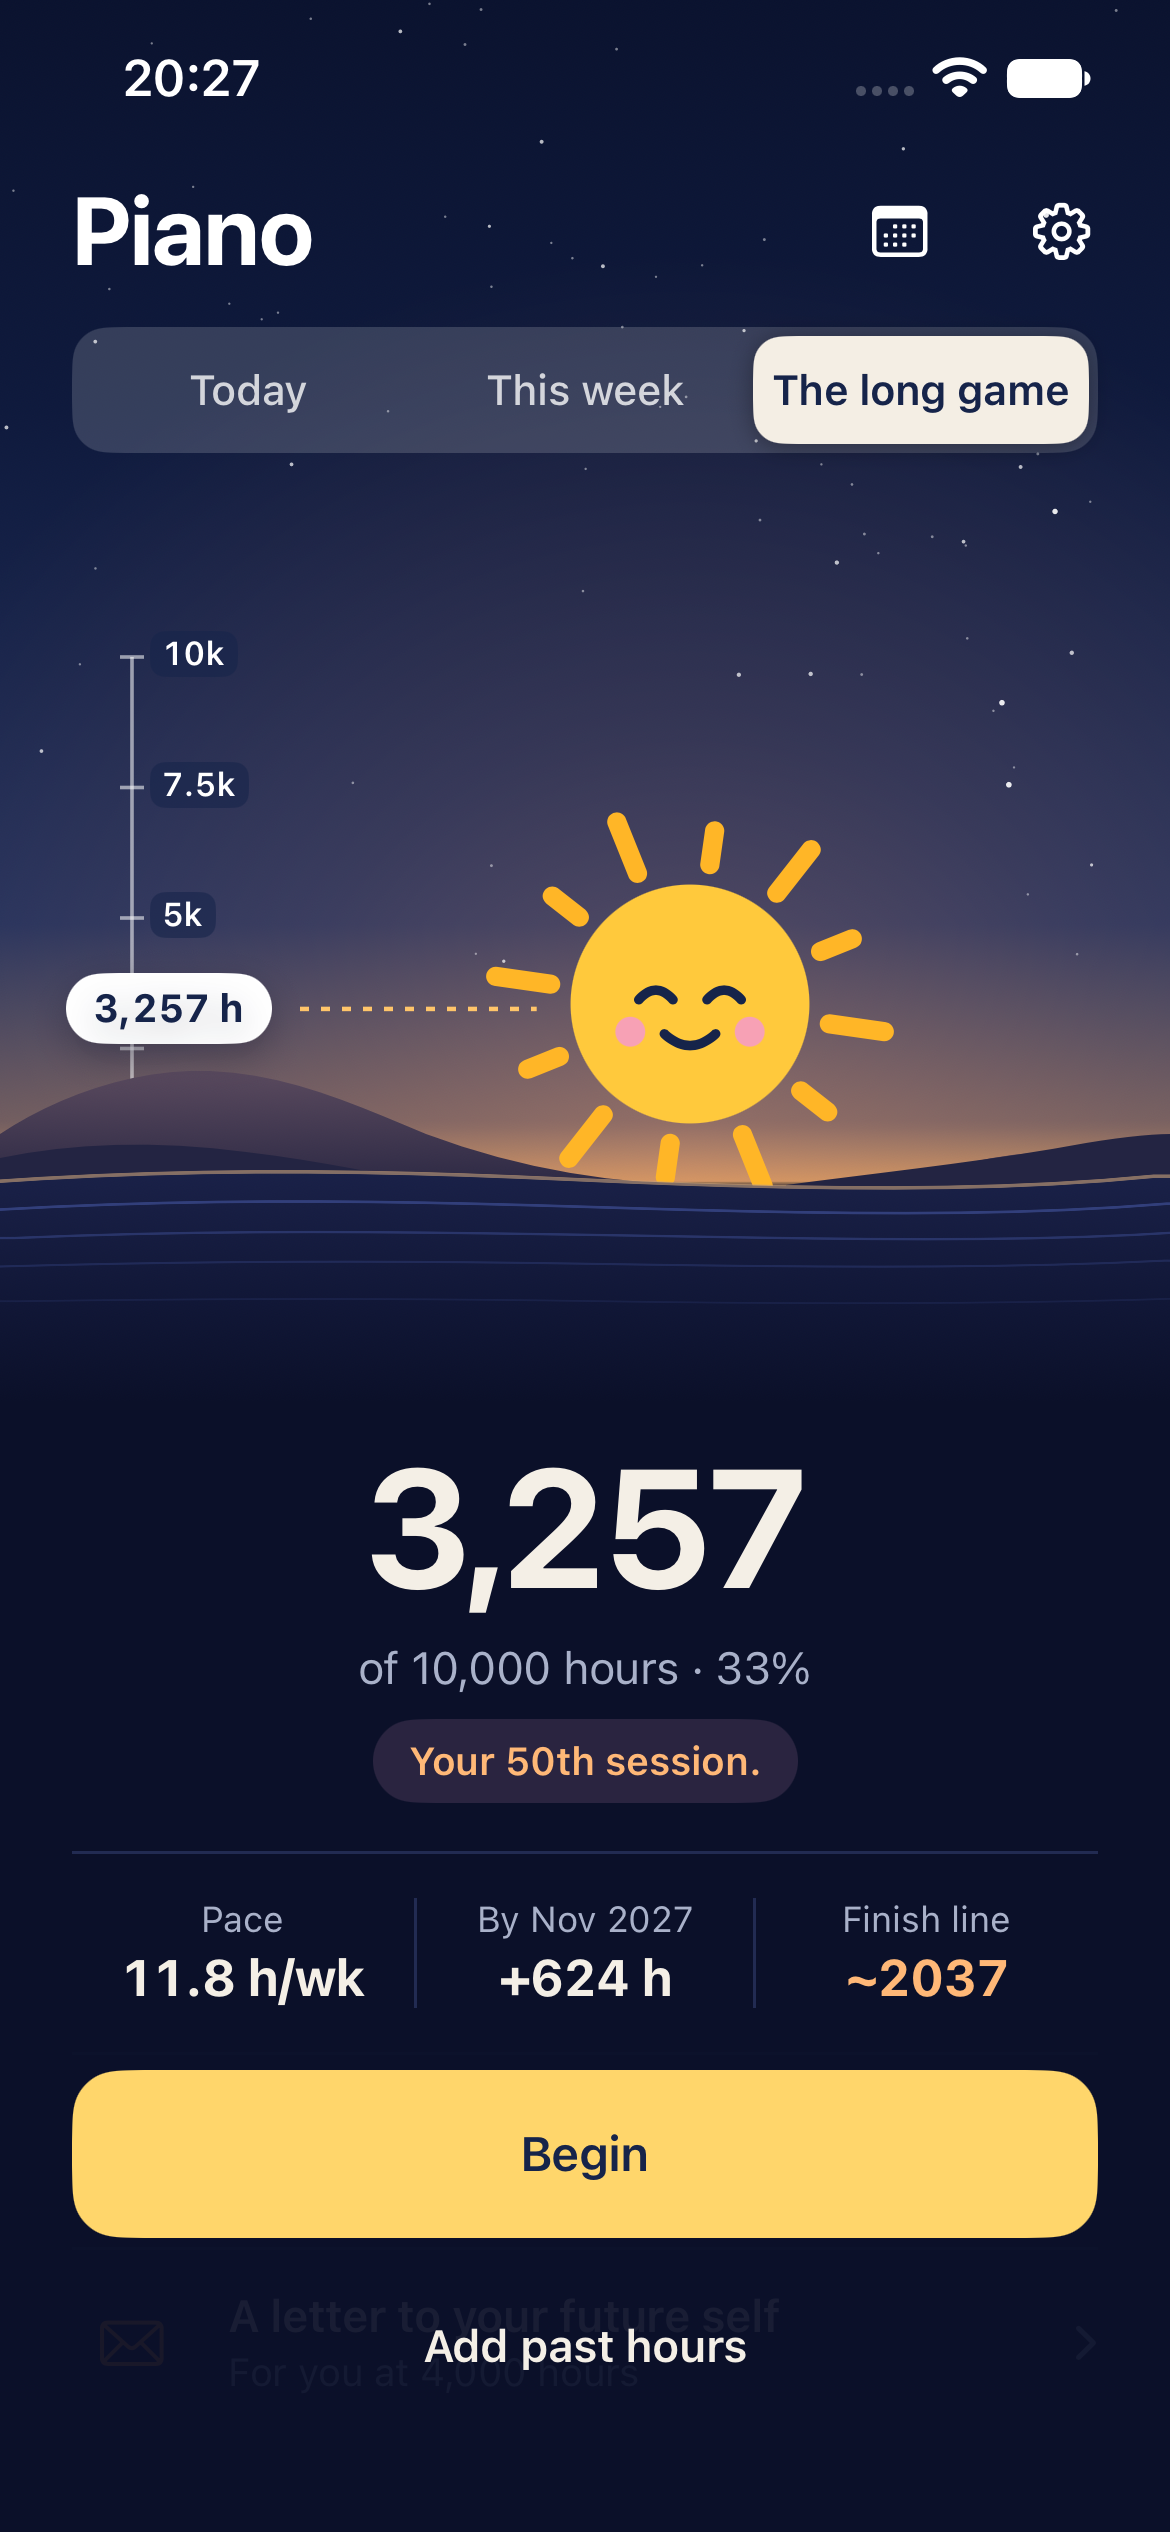 20:27
Piano
Today
This week
The long game
10k
7.5k
5k
3,257 h
3,257
of 10,000 hours · 33%
Your 50th session.
Pace
11.8 h/wk
By Nov 2027
+624 h
Finish line
~2037
Begin
A letter to your future self
Add past hours
For you at 4,000 hours